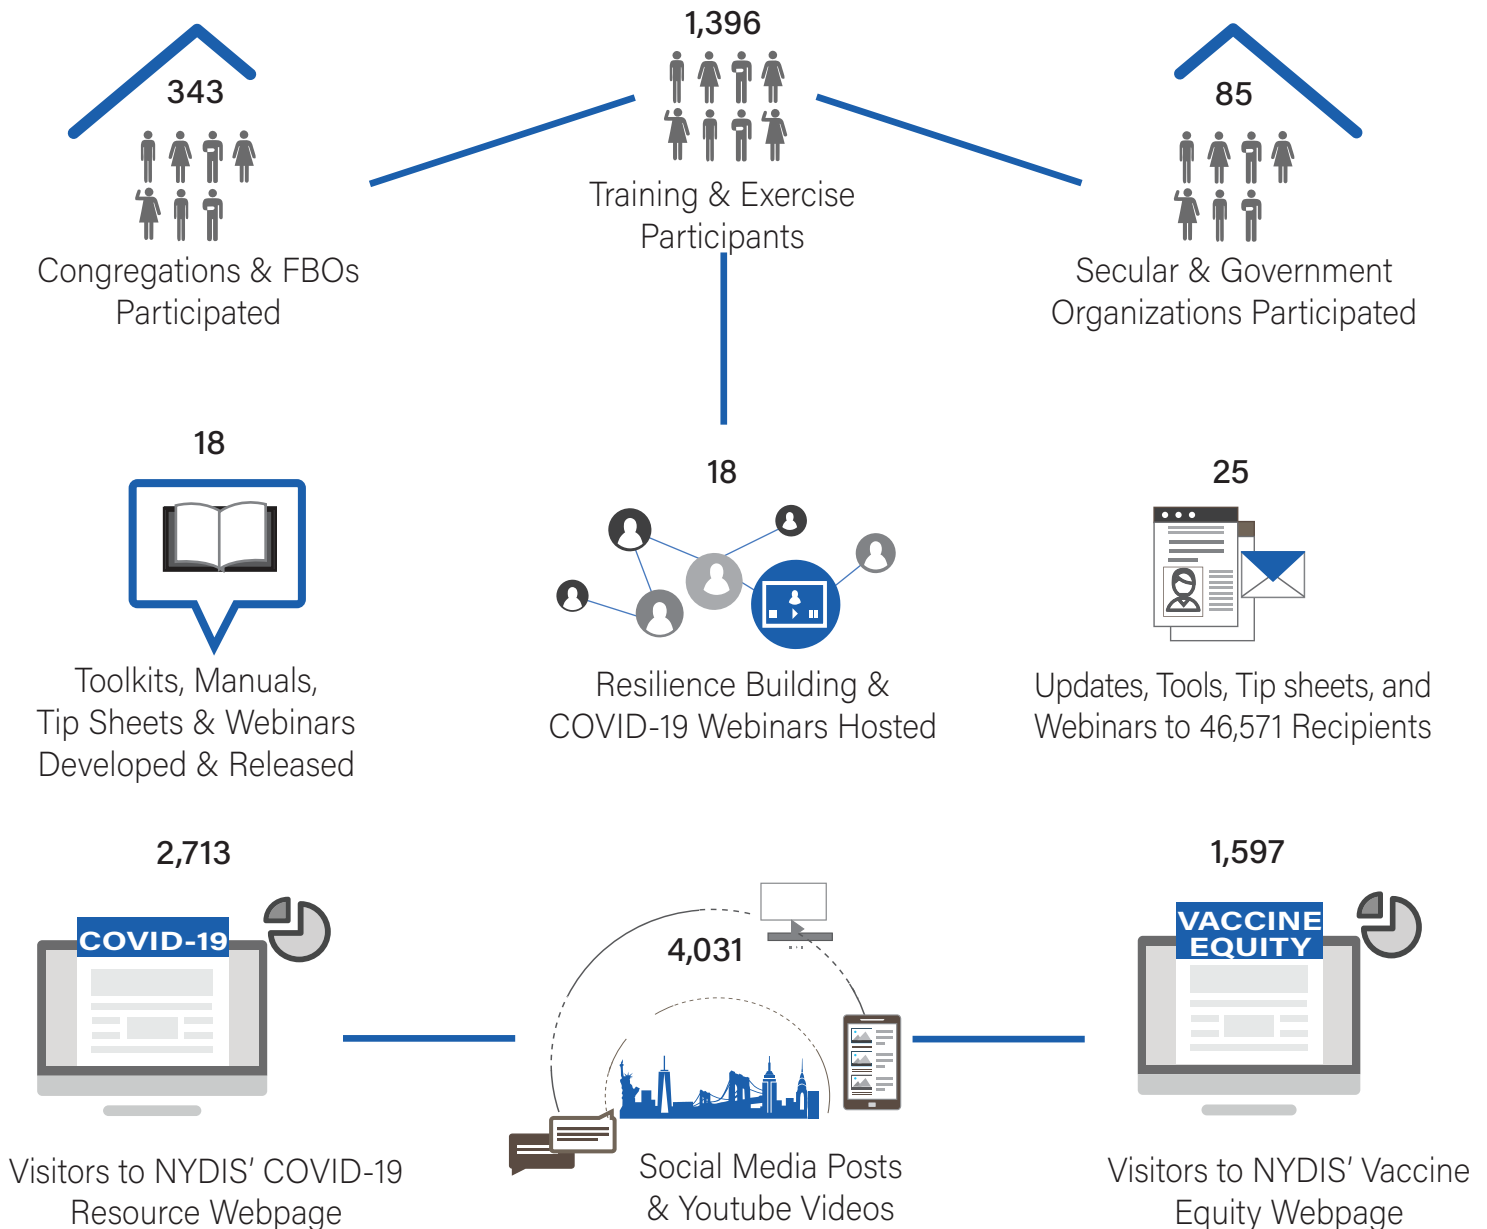 1,396
343
85
Training & Exercise
Participants
Congregations & FBOs
Participated
Secular & Government
Organizations Participated
18
18
25
Toolkits, Manuals,
Tip Sheets & Webinars
Developed & Released
Resilience Building &
COVID-19 Webinars Hosted
Updates, Tools, Tip sheets, and
Webinars to 46,571 Recipients
2,713
4,031
1,597
COVID-19
VACCINE
EQUITY
Visitors to NYDIS’ COVID-19
Resource Webpage
Social Media Posts
& Youtube Videos
Visitors to NYDIS’ Vaccine
Equity Webpage